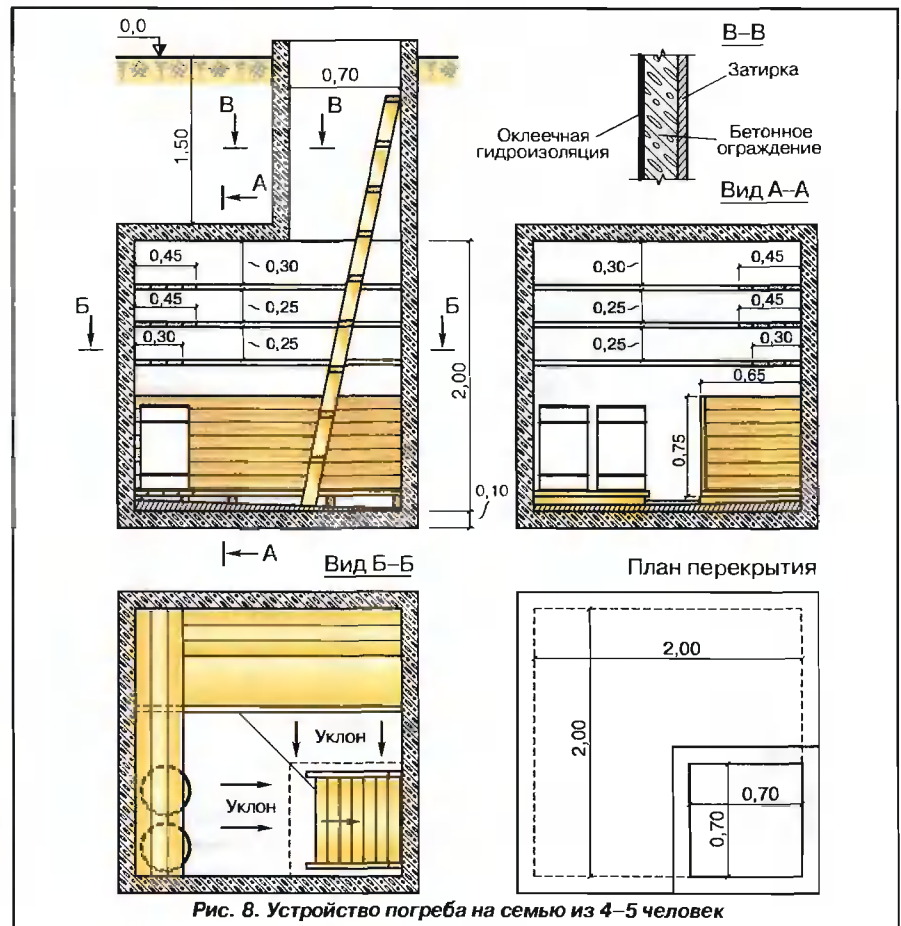 0,0
0,70
В
В
1,50
А
0,45
0,30
0,45
0,25
Б
Б
0,30
0,25
2,00
0,10
А
В–В
Затирка
Оклеечная
гидроизоляция
Бетонное
ограждение
Вид А–А
0,30
0,45
0,25
0,45
0,25
0,30
0,65
0,75
Вид Б–Б
Уклон
Уклон
План перекрытия
2,00
2,00
0,70
0,70
Рис. 8. Устройство погреба на семью из 4–5 человек